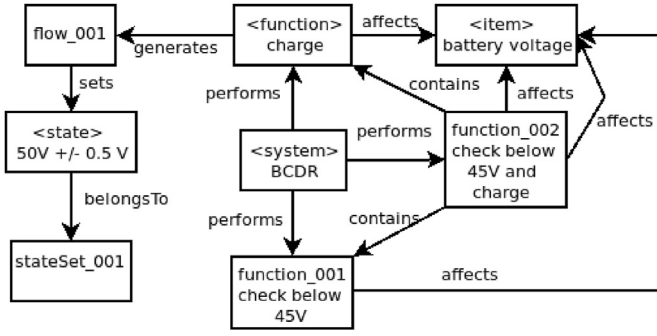 flow_001
<function>
charge
affects
<item>
battery voltage
generates
sets
performs
contains
affects
affects
<state>
50V +/- 0.5 V
<system>
BCDR
performs
function_002
check below
45V and
charge
belongsTo
performs
contains
stateSet_001
function_001
check below
45V
affects